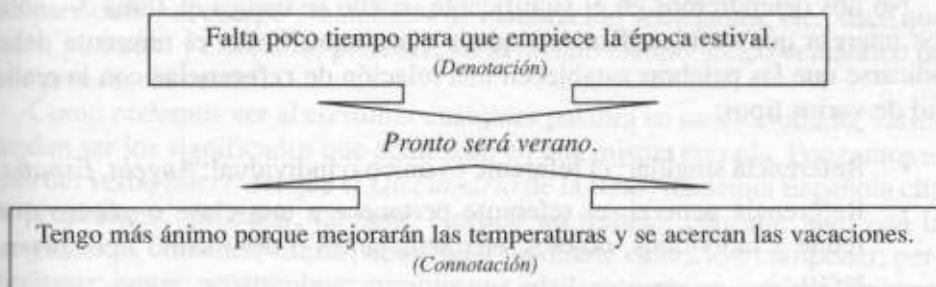 Falta poco tiempo para que empiece la época estival.
(Denotación)
Pronto será verano.
Tengo más ánimo porque mejorarán las temperaturas y se acercan las vacaciones.
(Connotación)